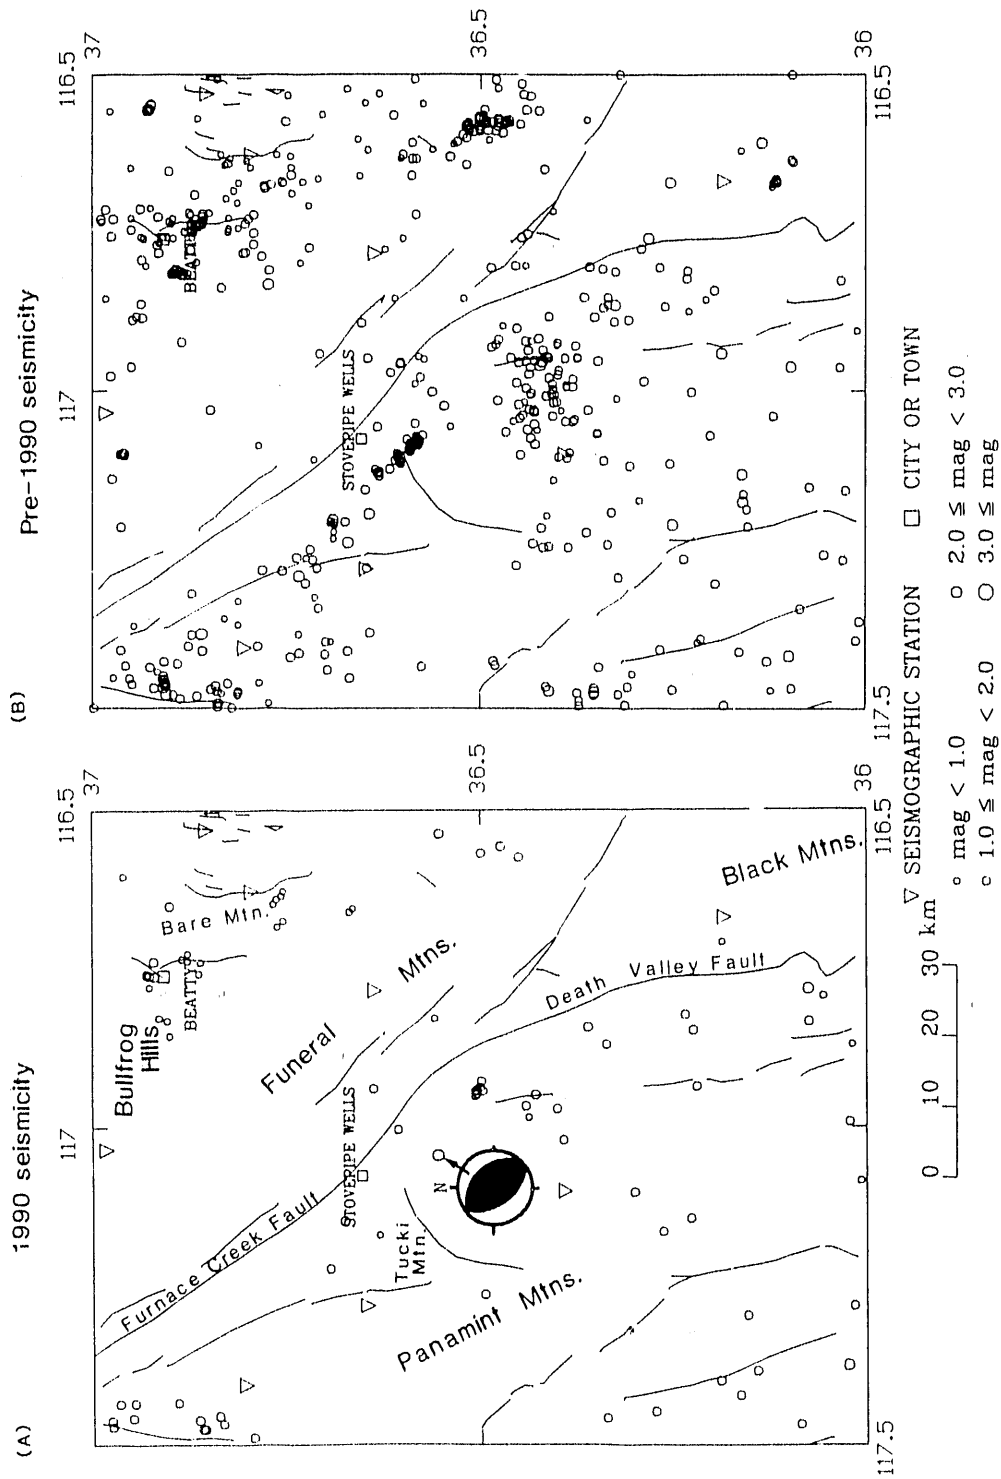 (A)
1990 seismicity
117.5
117
116.5
37
36.5
36
Bullfrog
Hills
BEATTY
Bare Mtn.
Funeral Mtns.
Furnace Creek Fault
STOVEPIPE WELLS
Tucki
Mtn.
N
Panamint Mtns.
Death Valley Fault
Black Mtns.
(B)
Pre-1990 seismicity
117.5
117
116.5
37
36.5
36
BEATTY
STOVEPIPE WELLS
0 10 20 30 km
▽ SEISMOGRAPHIC STATION □ CITY OR TOWN
○ mag < 1.0 ○ 2.0 ≦ mag < 3.0
○ 1.0 ≦ mag < 2.0 ○ 3.0 ≦ mag